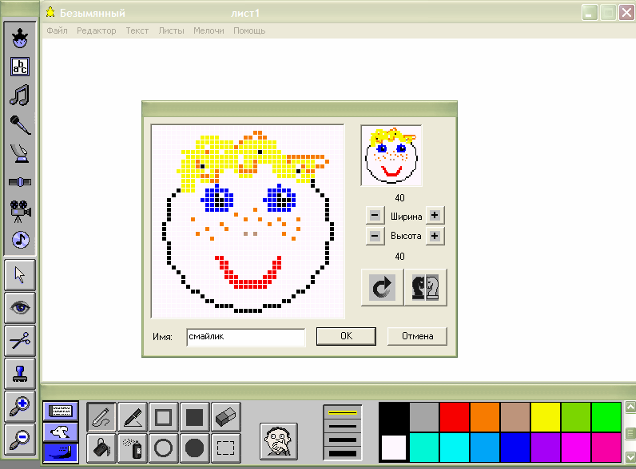 Безымянный
лист1
Файл Редактор Текст Листы Мелочи Помощь
40
Ширина
Высота
40
Имя: смайлик
OK
Отмена